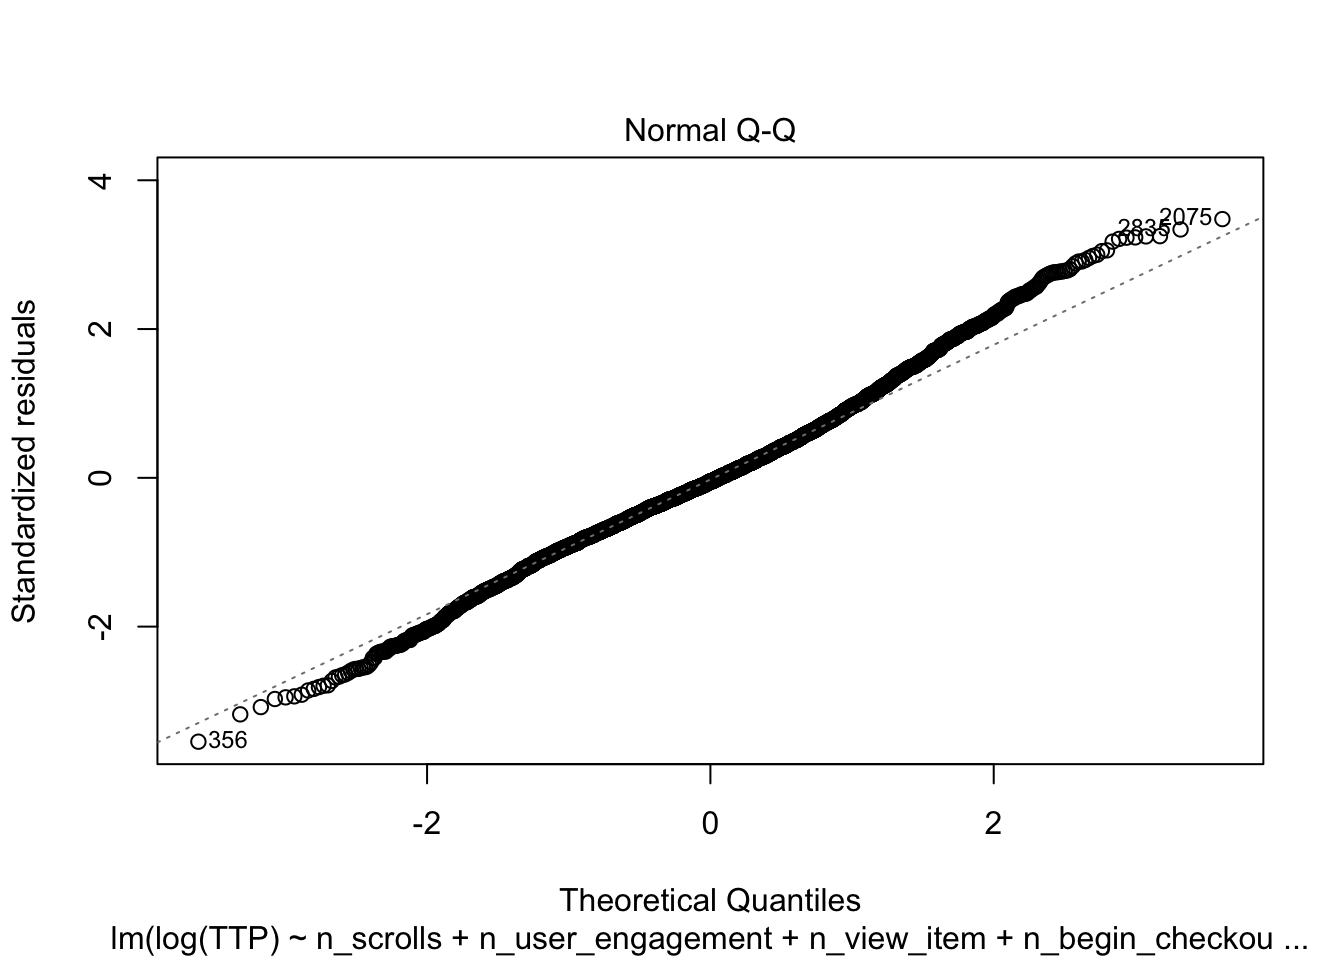 Normal Q-Q
4
2
0
-2
Standardized residuals
2835
2075
356
-2
0
2
Theoretical Quantiles
lm(log(TTP) ~ n_scrolls + n_user_engagement + n_view_item + n_begin_checkou ...